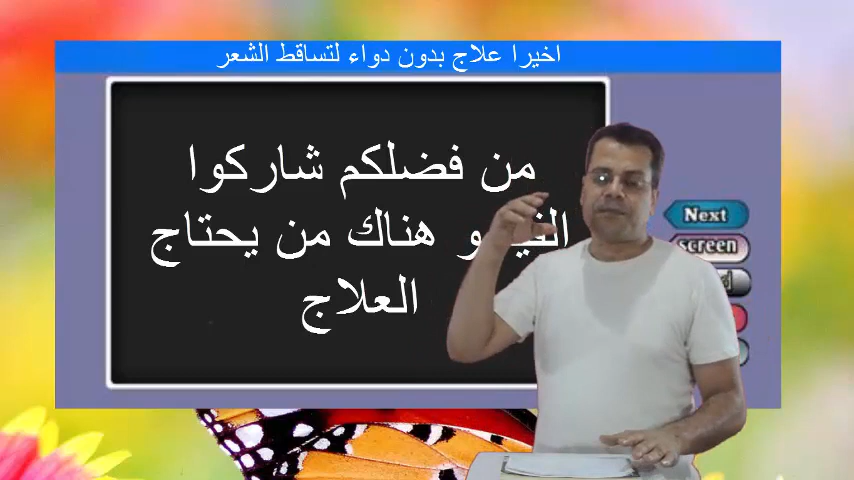 اخيرا علاج بدون دواء لتساقط الشعر
من فضلكم شاركوا
هناك من يحتاج
العلاج
Next
screen